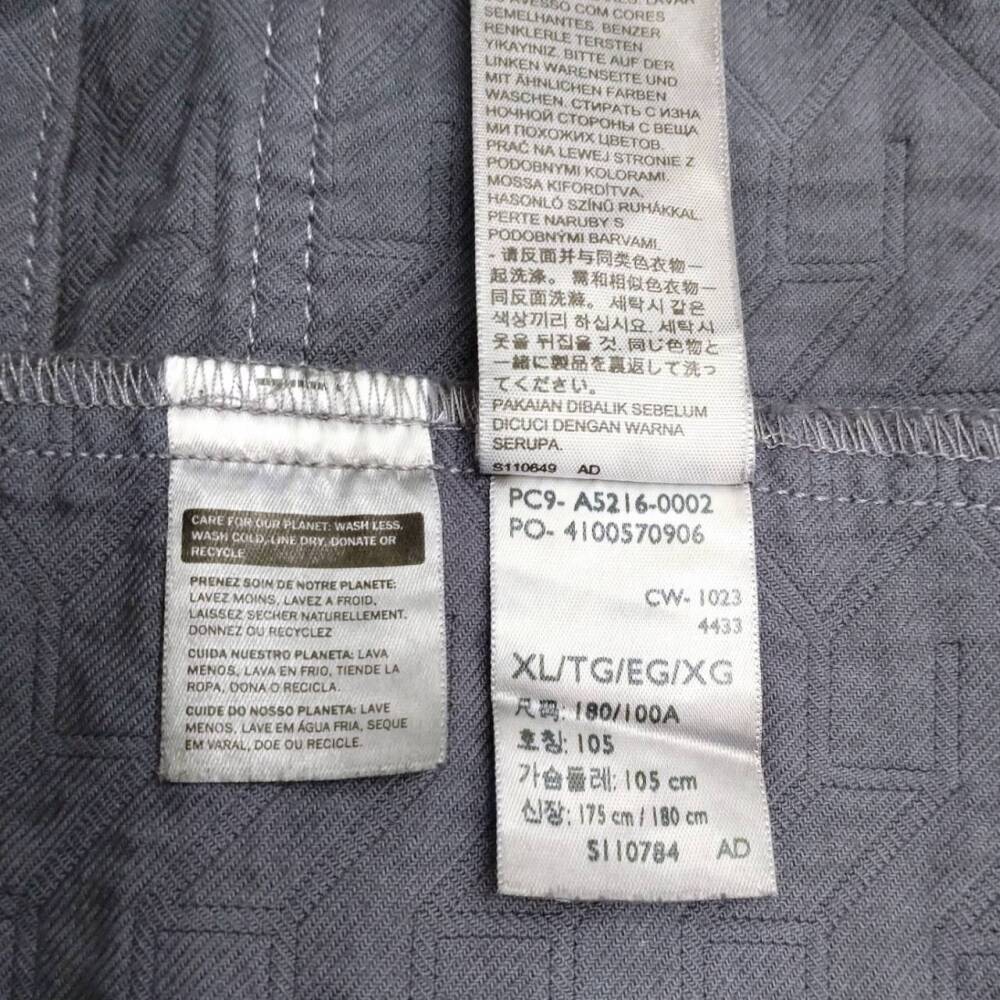 AVESSO COM CORES
SEMELHANTES. BENZER
RENKLERLE TERSTEN
YIKAYINIZ. BITTE AUF DER
LINKEN WARENSEITE UND
MIT ÄHNLICHEN FARBEN
WASCHEN. СТИРАТЬ С ИЗНА
НОЧНОЙ СТОРОНЫ С ВЕЩА
МИ ПОХОЖИХ ЦВЕТОВ.
PRAĆ NA LEWEJ STRONIE Z
PODOBNYMI KOLORAMI.
MOSSA KIFORDÍTVA.
HASONLÓ SZÍNŰ RUHÁKKAL.
PERTE NARUBY S
PODOBNÝMI BARVAMI.
- 请反面并与同类色衣物一
起洗涤。 需和相似色衣物一
同反面洗滌。 세탁시 같은
색상끼리 하십시요. 세탁시
옷을 뒤집을 것. 同じ色物と
一緒に製品を裏返して洗っ
てください。
PAKAIAN DIBALIK SEBELUM
DICUCI DENGAN WARNA
SERUPA.
S110649 AD
CARE FOR OUR PLANET: WASH LESS,
WASH COLD, LINE DRY, DONATE OR
RECYCLE
PRENEZ SOIN DE NOTRE PLANETE:
LAVEZ MOINS, LAVEZ A FROID,
LAISSEZ SECHER NATURELLEMENT.
DONNEZ OU RECYCLEZ
CUIDA NUESTRO PLANETA: LAVA
MENOS, LAVA EN FRIO, TIENDE LA
ROPA, DONA O RECICLA.
CUIDE DO NOSSO PLANETA: LAVE
MENOS, LAVE EM ÁGUA FRIA, SEQUE
EM VARAL, DOE OU RECICLE.
PC9- A5216-0002
PO- 4100570906
CW- 1023
4433
XL/TG/EG/XG
尺码: 180/100A
호칭: 105
가슴둘레: 105 cm
신장: 175 cm / 180 cm
S110784 AD